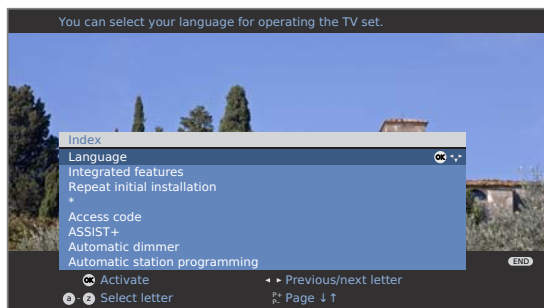 You can select your language for operating the TV set.
Index
Language OK
Integrated features
Repeat initial installation
*
Access code
ASSIST+
Automatic dimmer
Automatic station programming
END
OK Activate ◂ ▸ Previous/next letter
a - z Select letter P+ P- Page ↓↑